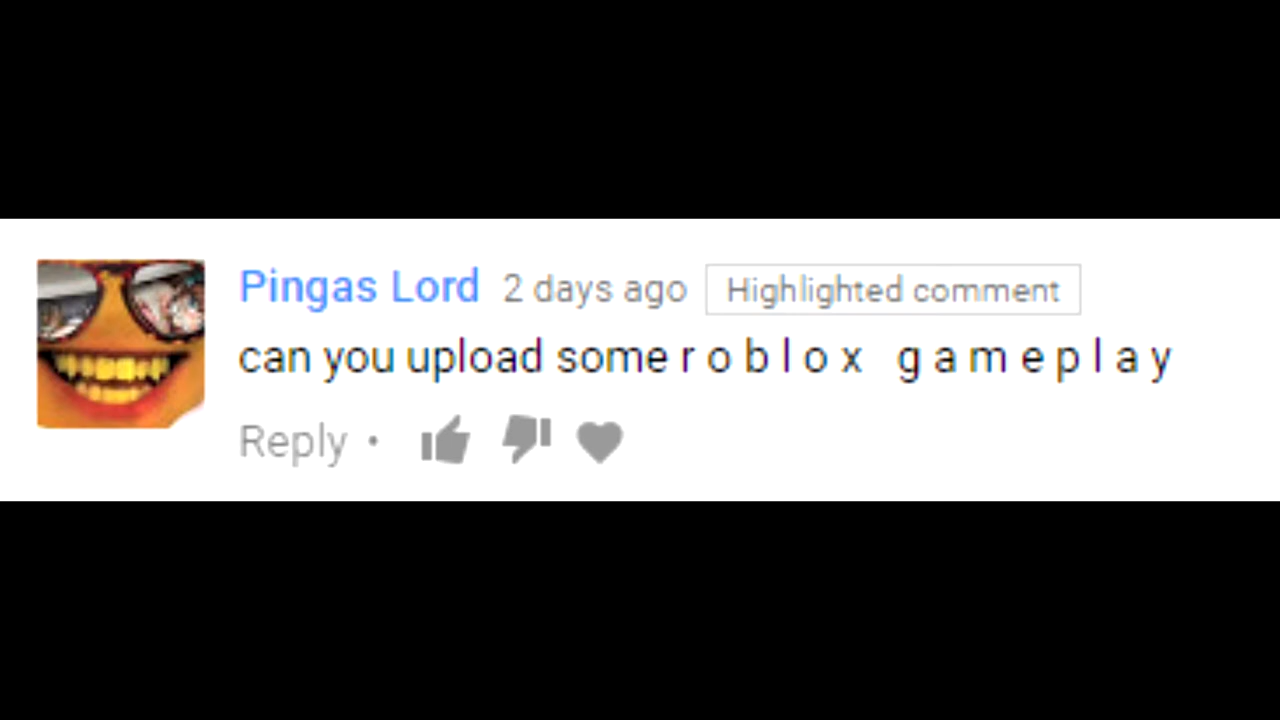 Pingas Lord 2 days ago Highlighted comment
can you upload some r o b l o x   g a m e p l a y
Reply •